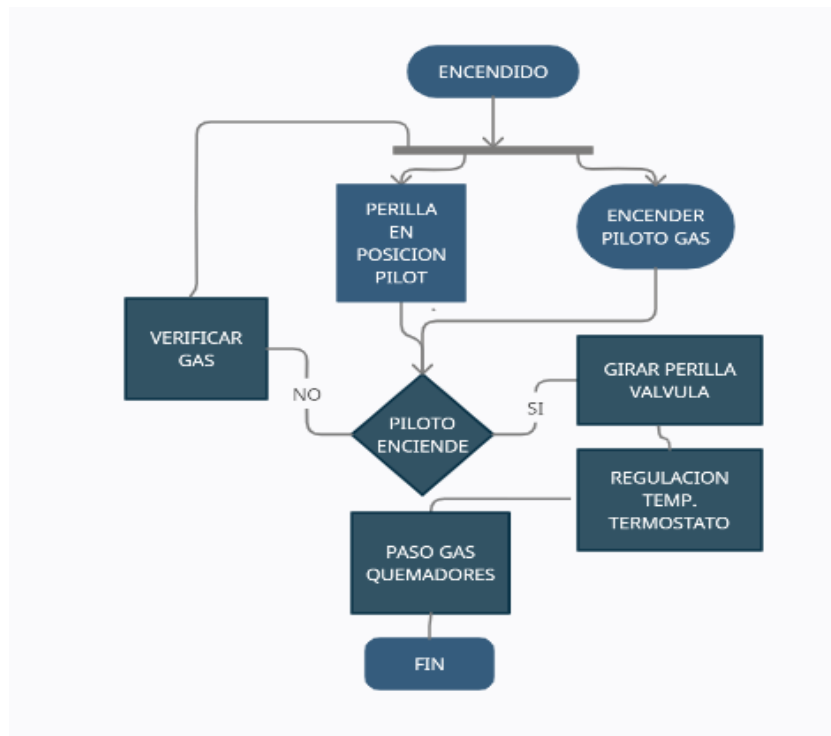 ENCENDIDO
PERILLA
EN
POSICION
PILOT
ENCENDER
PILOTO GAS
VERIFICAR
GAS
NO
PILOTO
ENCIENDE
SI
GIRAR PERILLA
VALVULA
REGULACION
TEMP.
TERMOSTATO
PASO GAS
QUEMADORES
FIN